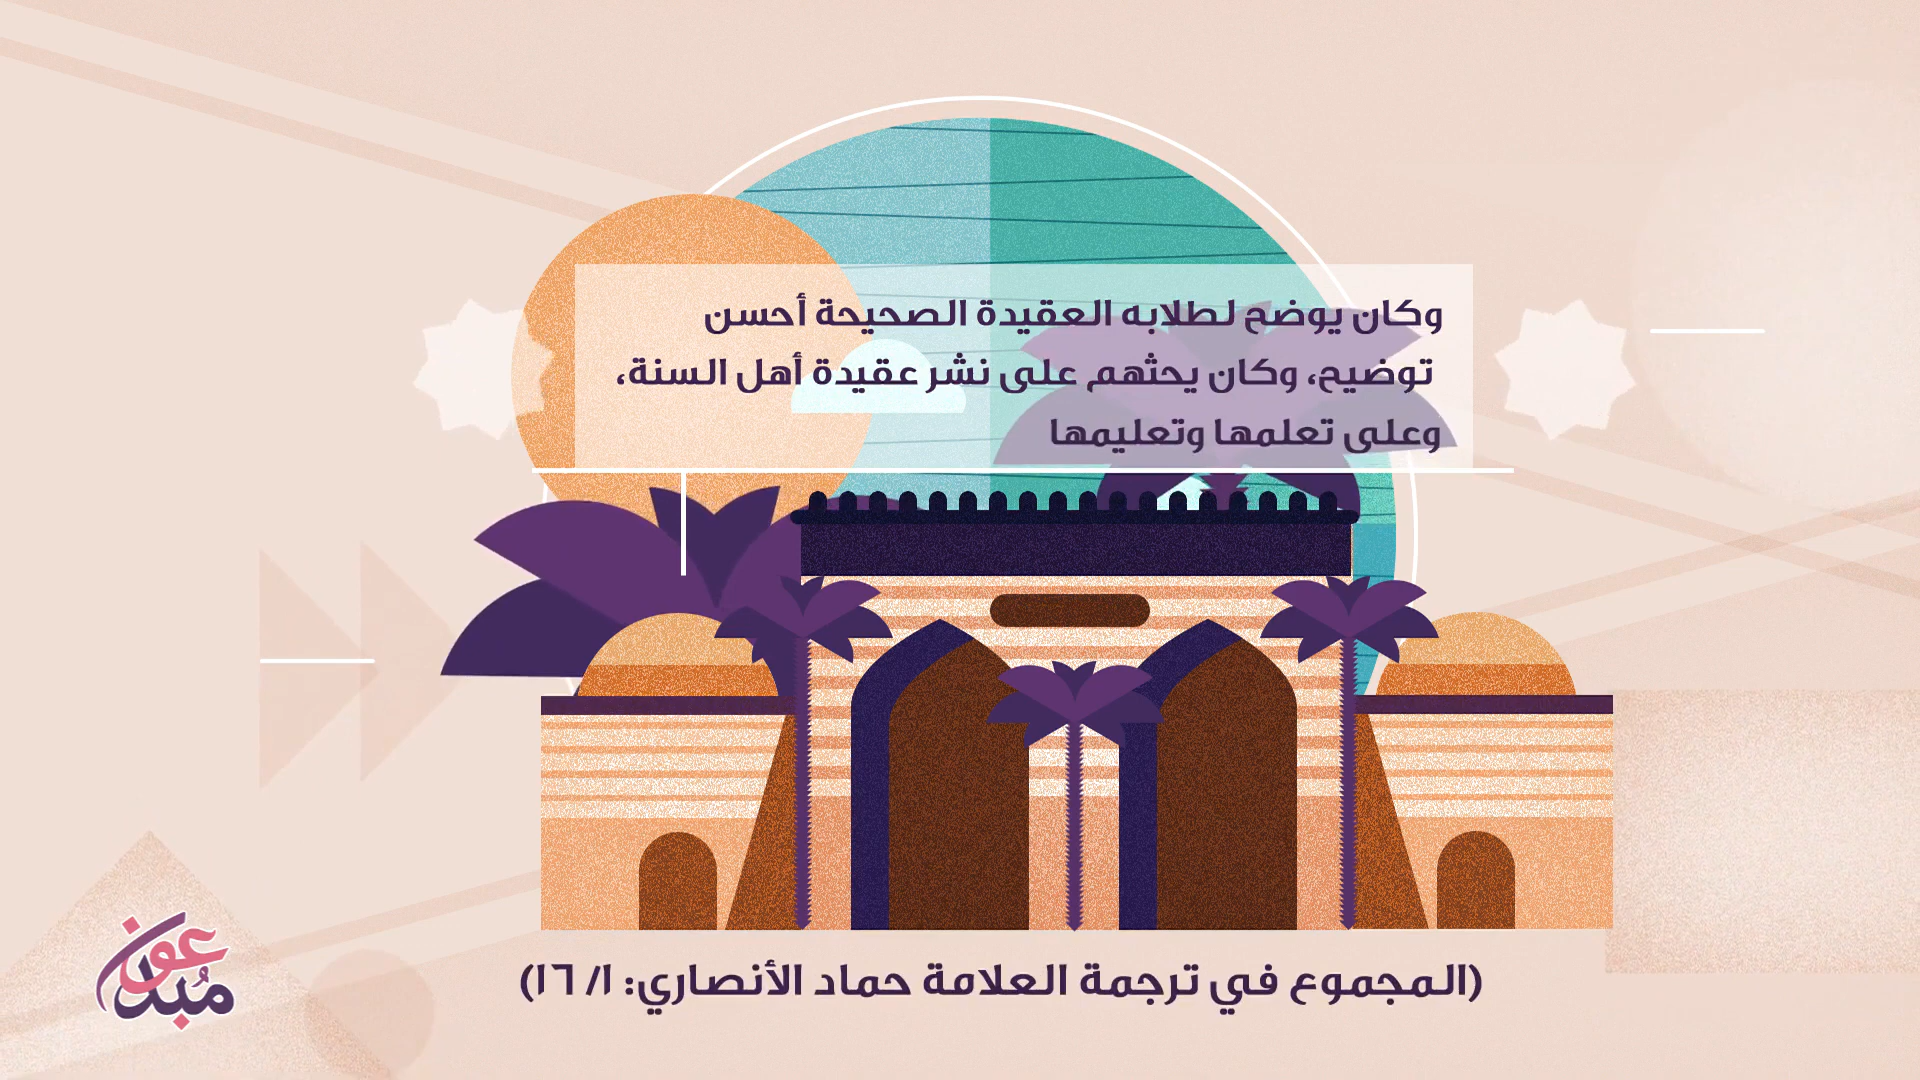 وكان يوضح لطلابه العقيدة الصحيحة أحسن
توضيح، وكان يحثهم على نشر عقيدة أهل السنة،
وعلى تعلمها وتعليمها
(المجموع في ترجمة العلامة حماد الأنصاري: ١/ ١٦)
مُبدعون